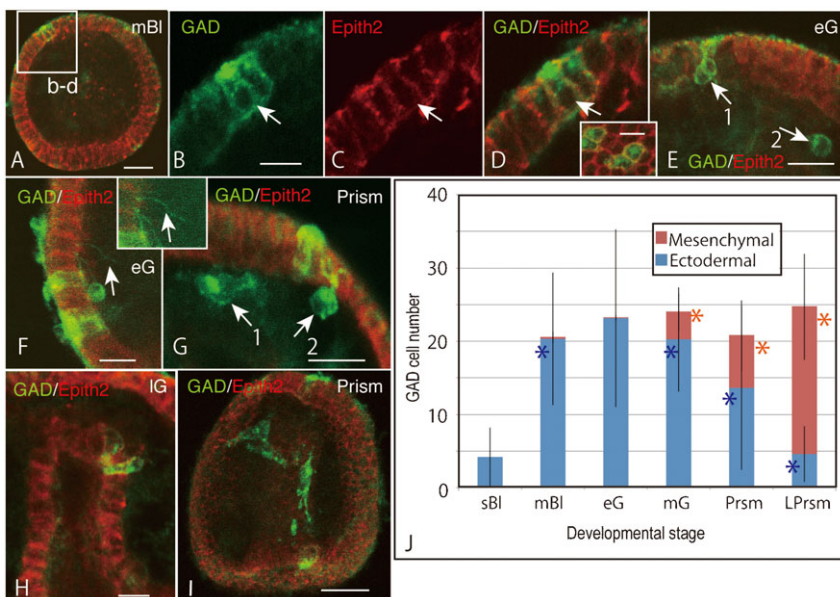 mBl
b-d
A
GAD
B
Epith2
C
GAD/Epith2
D
eG
1
2
E
GAD/Epith2
GAD/Epith2
eG
F
GAD/Epith2
Prism
1
2
G
GAD/Epith2
lG
H
GAD/Epith2
Prism
I
40
30
20
10
0
GAD cell number
Mesenchymal
Ectodermal
* * * * * * *
sBl mBl eG mG Prsm LPrsm
Developmental stage
J